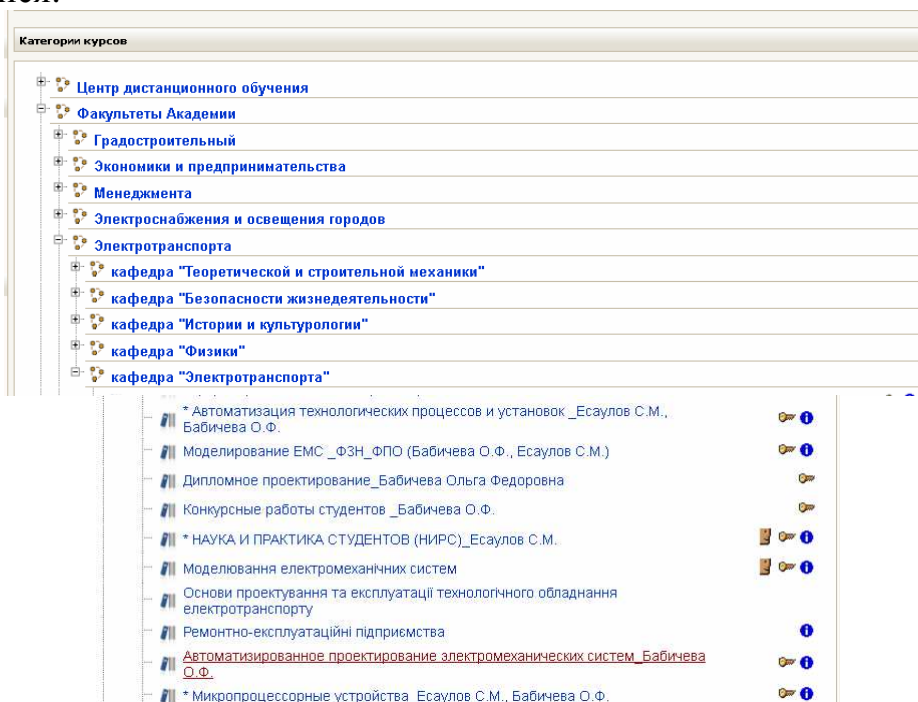 Категории курсов
Центр дистанционного обучения
Факультеты Академии
Градостроительный
Экономики и предпринимательства
Менеджмента
Электроснабжения и освещения городов
Электротранспорта
кафедра "Теоретической и строительной механики"
кафедра "Безопасности жизнедеятельности"
кафедра "Истории и культурологии"
кафедра "Физики"
кафедра "Электротранспорта"
* Автоматизация технологических процессов и установок _Есаулов С.М.,
Бабичева О.Ф.
Моделирование ЕМС _ФЗН_ФПО (Бабичева О.Ф., Есаулов С.М.)
Дипломное проектирование_Бабичева Ольга Федоровна
Конкурсные работы студентов _Бабичева О.Ф.
* НАУКА И ПРАКТИКА СТУДЕНТОВ (НИРС)_Есаулов С.М.
Моделювання електромеханічних систем
Основи проектування та експлуатації технологічного обладнання
електротранспорту
Ремонтно-експлуатаційні підприємства
Автоматизированное проектирование электромеханических систем_Бабичева
О.Ф.
* Микропроцессорные устройства_Есаулов С.М., Бабичева О.Ф.